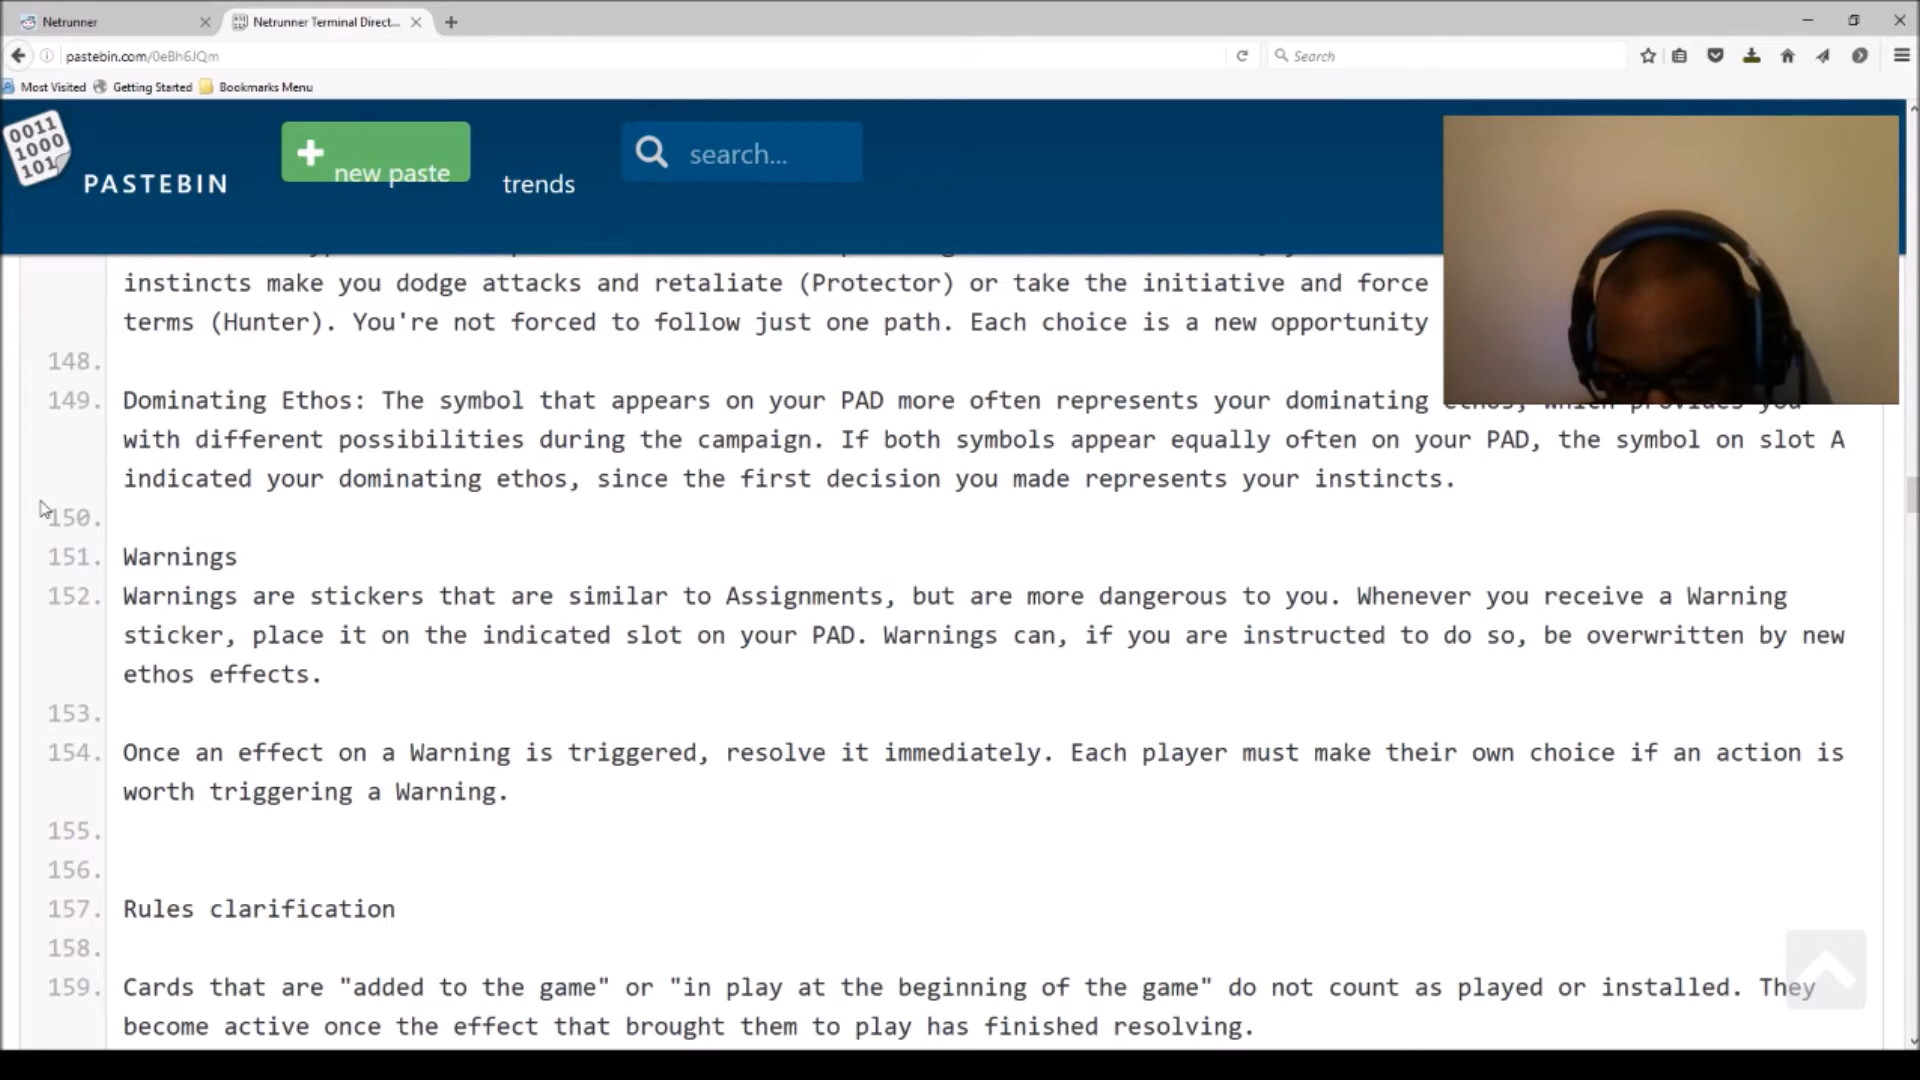 Netrunner
Netrunner Terminal Direct...
pastebin.com/0eBh6JQm
Search
Most Visited
Getting Started
Bookmarks Menu
0011
1000
101
PASTEBIN
new paste
trends
search...
instincts make you dodge attacks and retaliate (Protector) or take the initiative and force
terms (Hunter). You're not forced to follow just one path. Each choice is a new opportunity
148.
149. Dominating Ethos: The symbol that appears on your PAD more often represents your dominating ethos, which provides you
with different possibilities during the campaign. If both symbols appear equally often on your PAD, the symbol on slot A
indicated your dominating ethos, since the first decision you made represents your instincts.
150.
151. Warnings
152. Warnings are stickers that are similar to Assignments, but are more dangerous to you. Whenever you receive a Warning
sticker, place it on the indicated slot on your PAD. Warnings can, if you are instructed to do so, be overwritten by new
ethos effects.
153.
154. Once an effect on a Warning is triggered, resolve it immediately. Each player must make their own choice if an action is
worth triggering a Warning.
155.
156.
157. Rules clarification
158.
159. Cards that are "added to the game" or "in play at the beginning of the game" do not count as played or installed. They
become active once the effect that brought them to play has finished resolving.